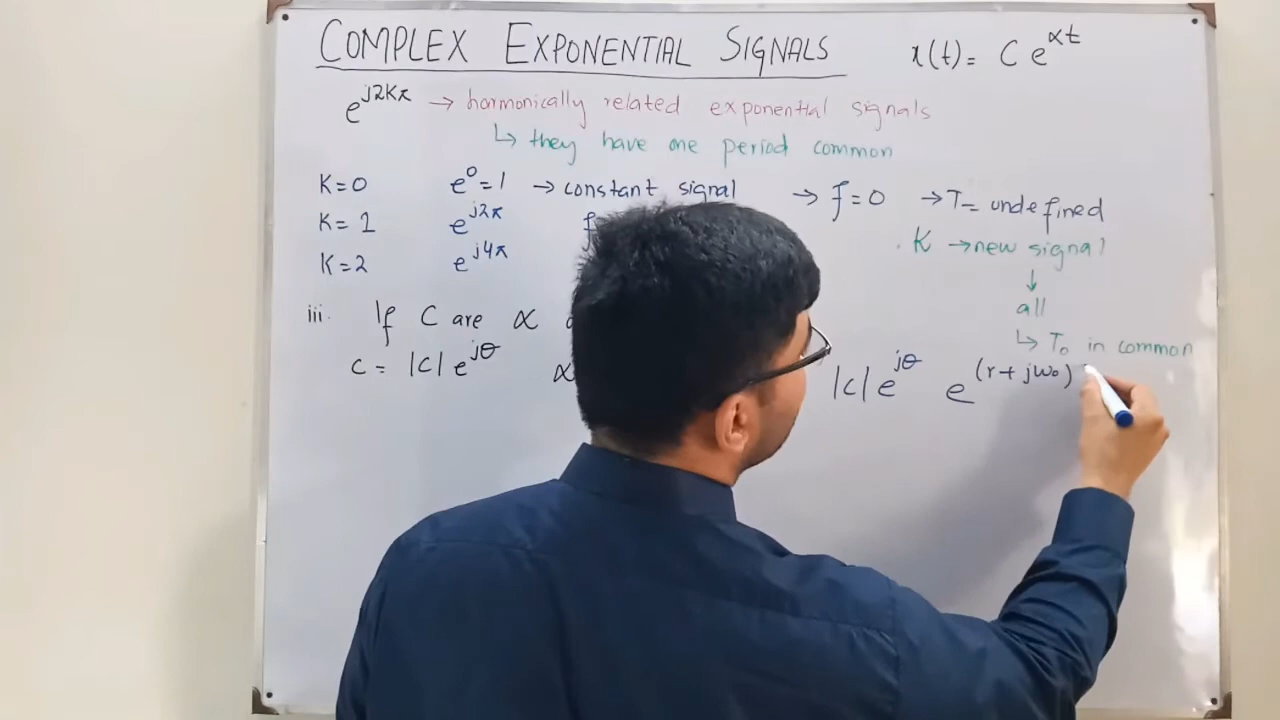 COMPLEX EXPONENTIAL SIGNALS x(t) = C e^αt
e^j2Kπ → harmonically related exponential signals
↳ they have one period common
K=0 e^0=1 → constant signal → f=0 → T= undefined
K=1 e^j2π f
K → new signal
K=2 e^j4π
↓
all
iii. If C are α
↳ T₀ in common
C = |C| e^jθ α |C| e^jθ e^(r+jω₀)